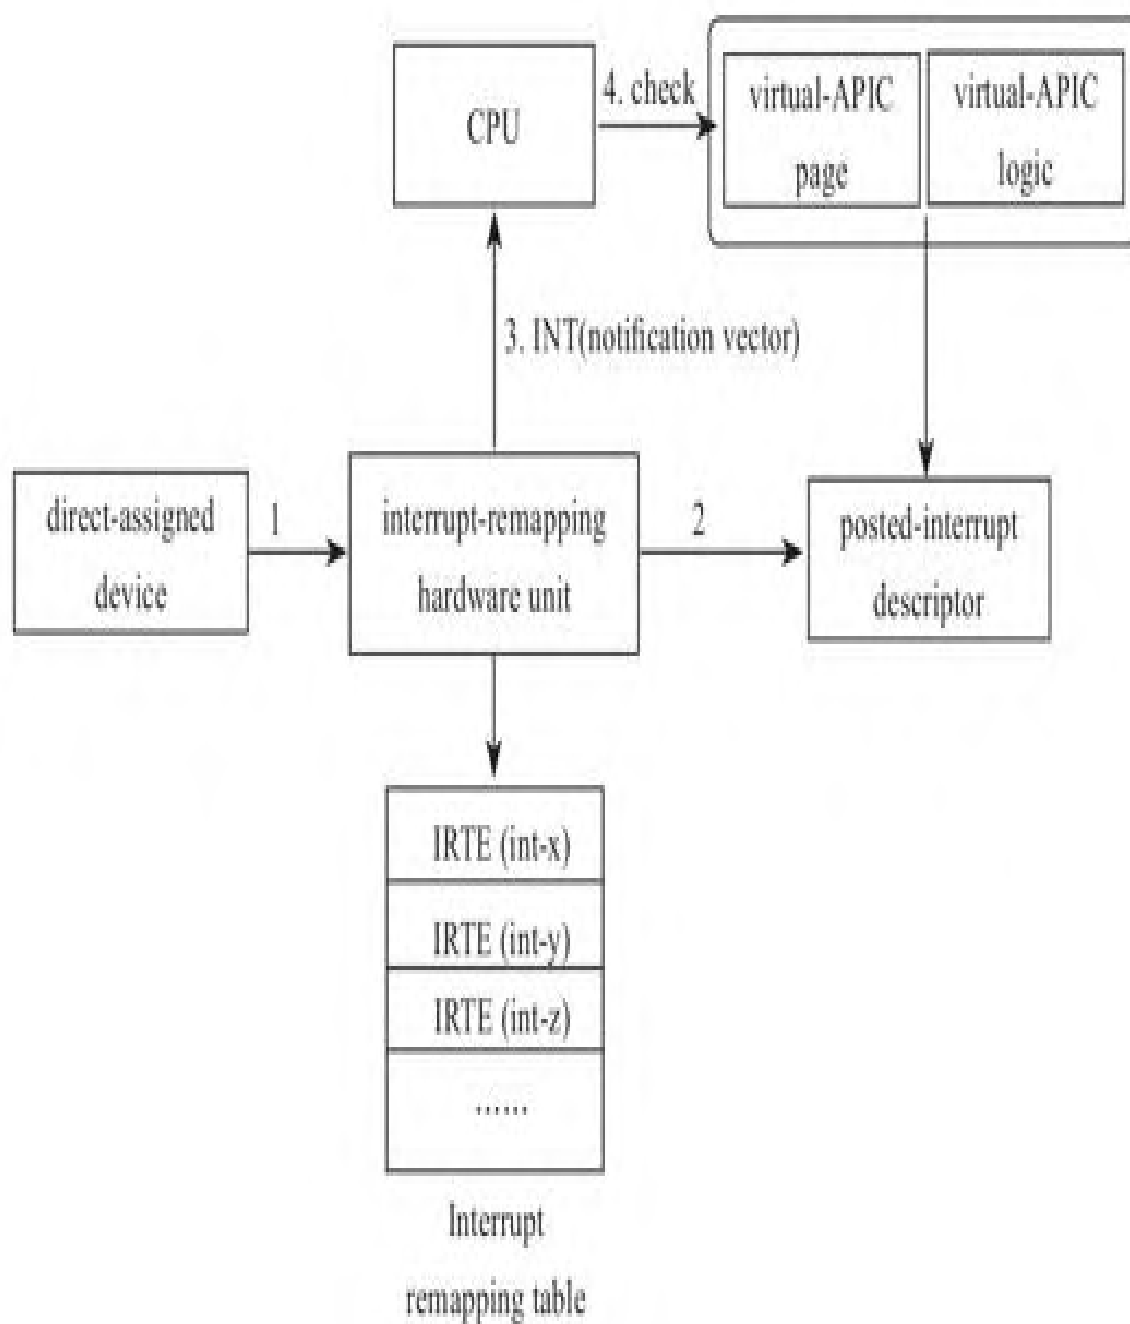 CPU
4. check
virtual-APIC
page
virtual-APIC
logic
3. INT(notification vector)
direct-assigned
device
1
interrupt-remapping
hardware unit
2
posted-interrupt
descriptor
IRTE (int-x)
IRTE (int-y)
IRTE (int-z)
......
Interrupt
remapping table